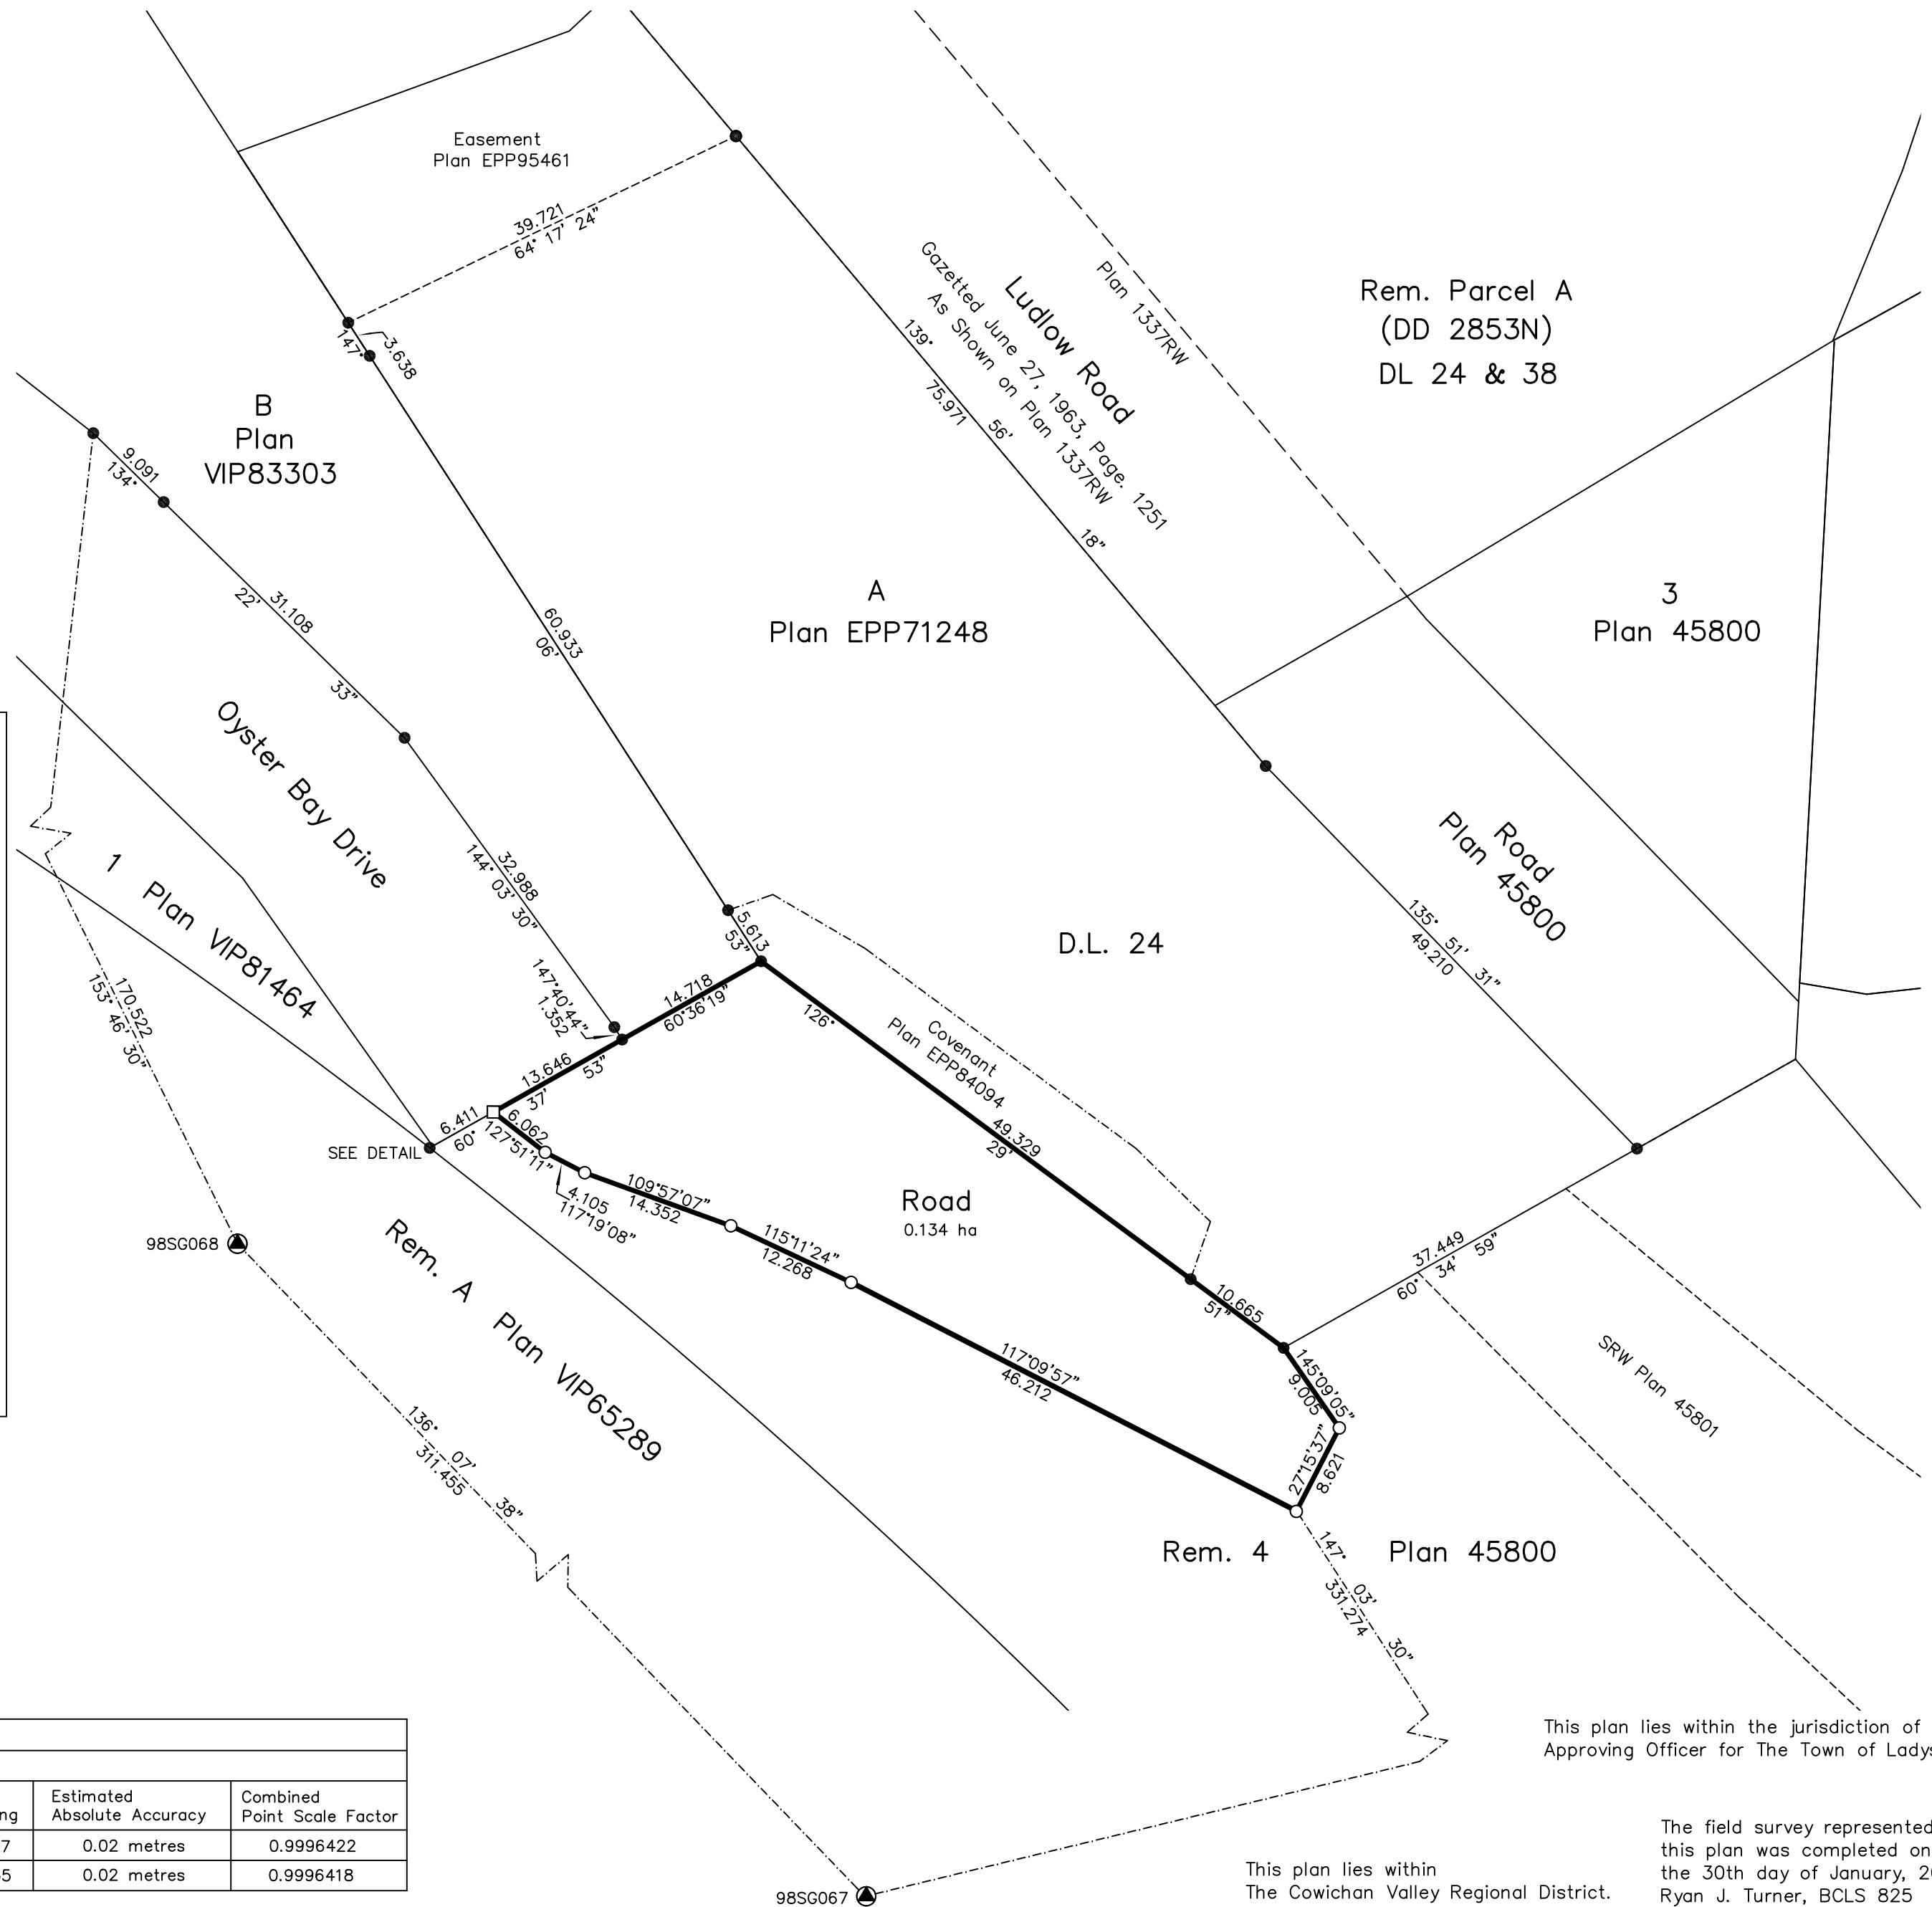 Easement
Plan EPP95461
39.721
64° 17' 24"
147°
3.638
139°
75.971
56'
18"
Ludlow Road
Gazetted June 27, 1963, Page. 1251
As Shown on Plan 1337RW
Plan 1337RW
Rem. Parcel A
(DD 2853N)
DL 24 & 38
B
Plan
VIP83303
9.091
134°
31.108
22'
33"
60.933
06'
A
Plan EPP71248
3
Plan 45800
Oyster Bay Drive
32.988
144° 03' 30"
1 Plan VIP81464
Road
Plan 45800
135° 51' 31"
49.210
5.613
53"
D.L. 24
170.522
153° 46' 30"
147°40'44"
1.352
14.718
60°36'19"
126°
Covenant
Plan EPP84094
49.329
29'
13.646
37'
53"
6.411
60°
SEE DETAIL
6.062
127°51'11"
4.105
117°19'08"
109°57'07"
14.352
115°11'24"
12.268
Road
0.134 ha
98SG068
Rem. A Plan VIP65289
10.665
51"
37.449
60° 34' 59"
117°09'57"
46.212
145°09'05"
9.005
27°15'37"
8.621
SRW Plan 45801
136° 07' 38"
311.455
Rem. 4 Plan 45800
147° 03' 30"
331.274
This plan lies within the jurisdiction of
Approving Officer for The Town of Ladys
ng
Estimated
Absolute Accuracy
Combined
Point Scale Factor
7 0.02 metres 0.9996422
5 0.02 metres 0.9996418
98SG067
This plan lies within
The Cowichan Valley Regional District.
The field survey represented
this plan was completed on
the 30th day of January, 20
Ryan J. Turner, BCLS 825